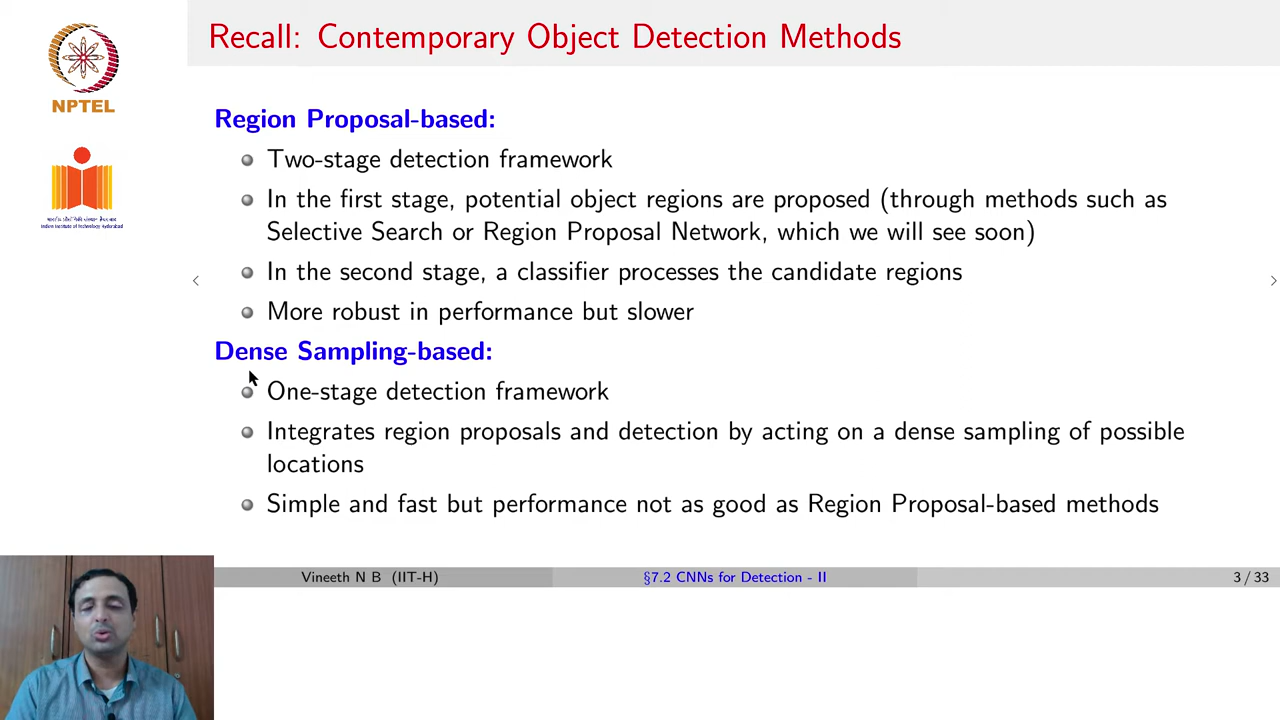 Recall: Contemporary Object Detection Methods
NPTEL
Indian Institute of Technology Hyderabad
Region Proposal-based:
Two-stage detection framework
In the first stage, potential object regions are proposed (through methods such as
Selective Search or Region Proposal Network, which we will see soon)
In the second stage, a classifier processes the candidate regions
More robust in performance but slower
Dense Sampling-based:
One-stage detection framework
Integrates region proposals and detection by acting on a dense sampling of possible
locations
Simple and fast but performance not as good as Region Proposal-based methods
Vineeth N B (IIT-H)
§7.2 CNNs for Detection - II
3 / 33